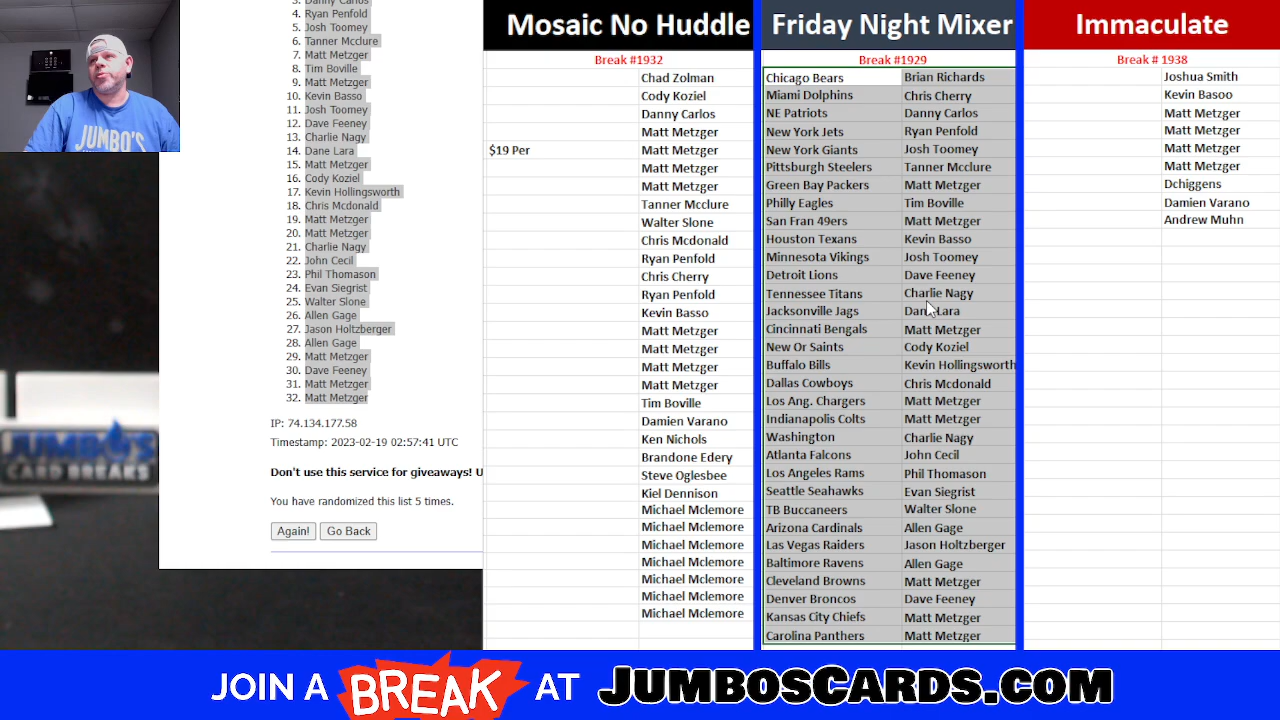 3. Danny Carlos
4. Ryan Penfold
5. Josh Toomey
6. Tanner Mcclure
7. Matt Metzger
8. Tim Boville
9. Matt Metzger
10. Kevin Basso
11. Josh Toomey
12. Dave Feeney
13. Charlie Nagy
14. Dane Lara
15. Matt Metzger
16. Cody Koziel
17. Kevin Hollingsworth
18. Chris Mcdonald
19. Matt Metzger
20. Matt Metzger
21. Charlie Nagy
22. John Cecil
23. Phil Thomason
24. Evan Siegrist
25. Walter Slone
26. Allen Gage
27. Jason Holtzberger
28. Allen Gage
29. Matt Metzger
30. Dave Feeney
31. Matt Metzger
32. Matt Metzger
IP: 74.134.177.58
Timestamp: 2023-02-19 02:57:41 UTC
Don't use this service for giveaways! U
You have randomized this list 5 times.
Again! Go Back
JUMBO'S
JUMBO'S
CARD BREAKS
Mosaic No Huddle
Break #1932
Chad Zolman
Cody Koziel
Danny Carlos
Matt Metzger
$19 Per Matt Metzger
Matt Metzger
Matt Metzger
Tanner Mcclure
Walter Slone
Chris Mcdonald
Ryan Penfold
Chris Cherry
Ryan Penfold
Kevin Basso
Matt Metzger
Matt Metzger
Matt Metzger
Matt Metzger
Tim Boville
Damien Varano
Ken Nichols
Brandone Edery
Steve Oglesbee
Kiel Dennison
Michael Mclemore
Michael Mclemore
Michael Mclemore
Michael Mclemore
Michael Mclemore
Michael Mclemore
Michael Mclemore
Friday Night Mixer
Break #1929
Chicago Bears Brian Richards
Miami Dolphins Chris Cherry
NE Patriots Danny Carlos
New York Jets Ryan Penfold
New York Giants Josh Toomey
Pittsburgh Steelers Tanner Mcclure
Green Bay Packers Matt Metzger
Philly Eagles Tim Boville
San Fran 49ers Matt Metzger
Houston Texans Kevin Basso
Minnesota Vikings Josh Toomey
Detroit Lions Dave Feeney
Tennessee Titans Charlie Nagy
Jacksonville Jags Dane Lara
Cincinnati Bengals Matt Metzger
New Or Saints Cody Koziel
Buffalo Bills Kevin Hollingsworth
Dallas Cowboys Chris Mcdonald
Los Ang. Chargers Matt Metzger
Indianapolis Colts Matt Metzger
Washington Charlie Nagy
Atlanta Falcons John Cecil
Los Angeles Rams Phil Thomason
Seattle Seahawks Evan Siegrist
TB Buccaneers Walter Slone
Arizona Cardinals Allen Gage
Las Vegas Raiders Jason Holtzberger
Baltimore Ravens Allen Gage
Cleveland Browns Matt Metzger
Denver Broncos Dave Feeney
Kansas City Chiefs Matt Metzger
Carolina Panthers Matt Metzger
Immaculate
Break # 1938
Joshua Smith
Kevin Basoo
Matt Metzger
Matt Metzger
Matt Metzger
Matt Metzger
Dchiggens
Damien Varano
Andrew Muhn
JOIN A BREAK AT JUMBOSCARDS.COM